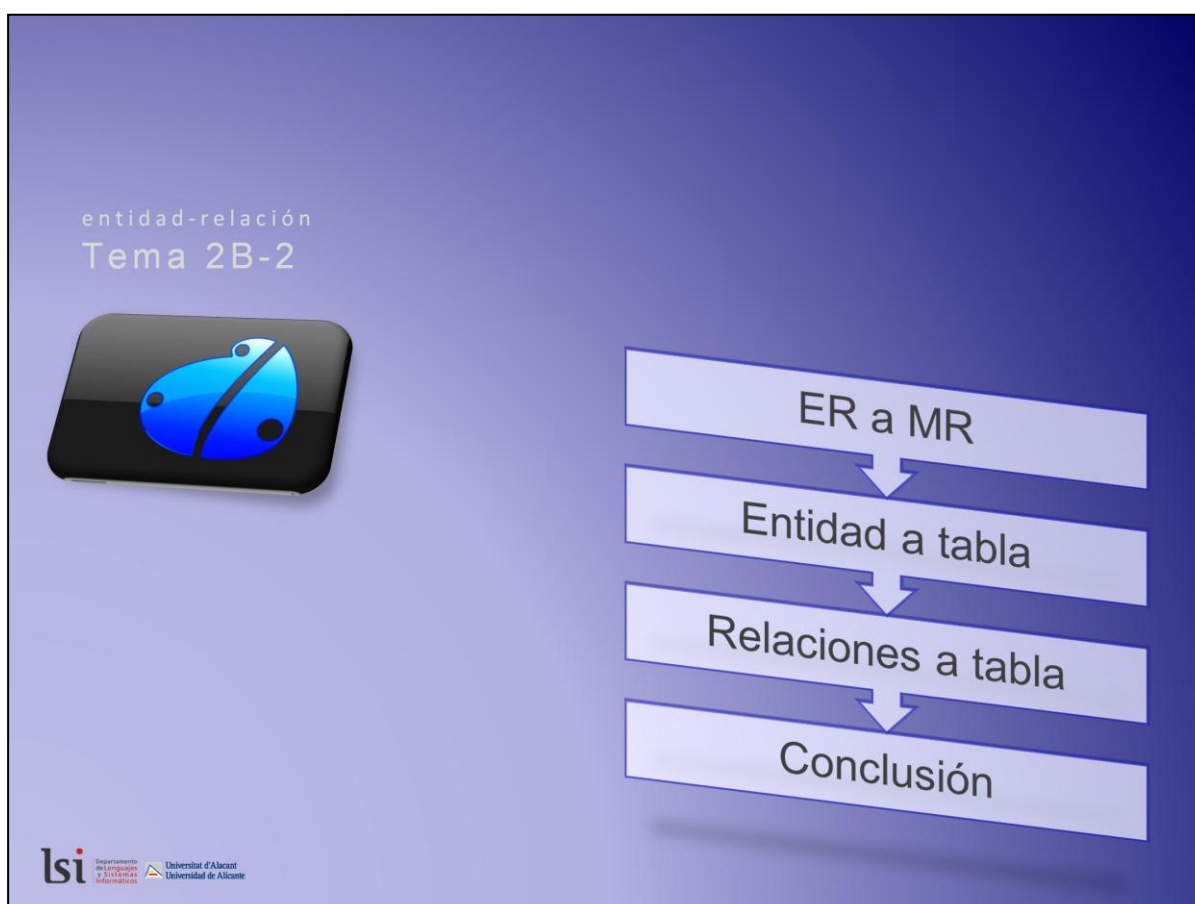 entidad-relación
Tema 2B-2
ER a MR
Entidad a tabla
Relaciones a tabla
Conclusión
lsi
Departamento
de Lenguajes
y Sistemas
Informáticos
Universitat d'Alacant
Universidad de Alicante